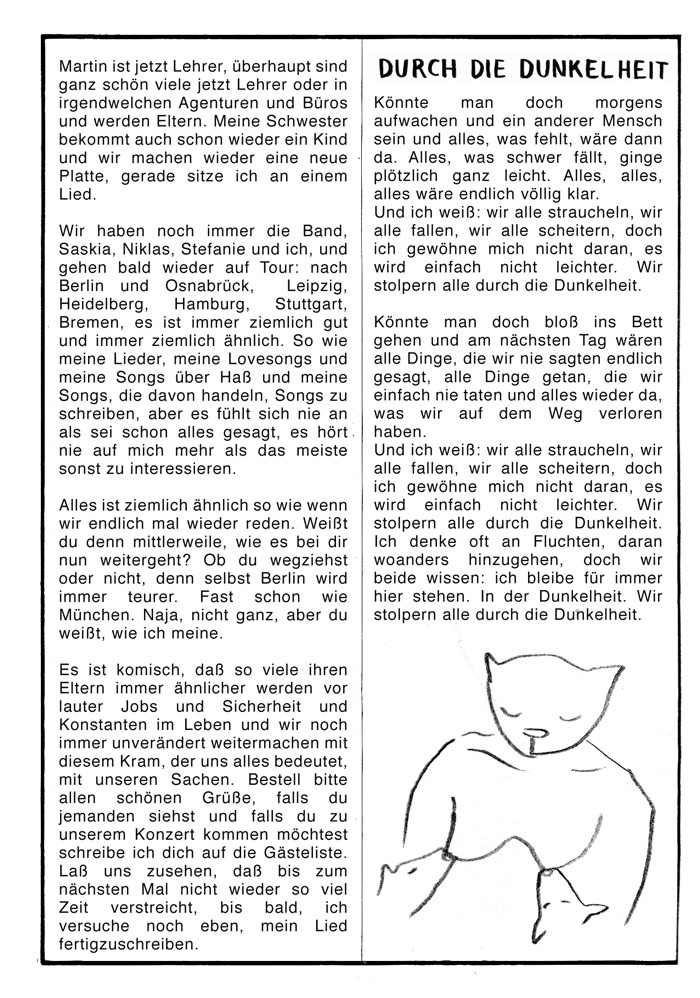 Martin ist jetzt Lehrer, überhaupt sind
ganz schön viele jetzt Lehrer oder in
irgendwelchen Agenturen und Büros
und werden Eltern. Meine Schwester
bekommt auch schon wieder ein Kind
und wir machen wieder eine neue
Platte, gerade sitze ich an einem
Lied.
Wir haben noch immer die Band,
Saskia, Niklas, Stefanie und ich, und
gehen bald wieder auf Tour: nach
Berlin und Osnabrück, Leipzig,
Heidelberg, Hamburg, Stuttgart,
Bremen, es ist immer ziemlich gut
und immer ziemlich ähnlich. So wie
meine Lieder, meine Lovesongs und
meine Songs über Haß und meine
Songs, die davon handeln, Songs zu
schreiben, aber es fühlt sich nie an
als sei schon alles gesagt, es hört
nie auf mich mehr als das meiste
sonst zu interessieren.
Alles ist ziemlich ähnlich so wie wenn
wir endlich mal wieder reden. Weißt
du denn mittlerweile, wie es bei dir
nun weitergeht? Ob du wegziehst
oder nicht, denn selbst Berlin wird
immer teurer. Fast schon wie
München. Naja, nicht ganz, aber du
weißt, wie ich meine.
Es ist komisch, daß so viele ihren
Eltern immer ähnlicher werden vor
lauter Jobs und Sicherheit und
Konstanten im Leben und wir noch
immer unverändert weitermachen mit
diesem Kram, der uns alles bedeutet,
mit unseren Sachen. Bestell bitte
allen schönen Grüße, falls du
jemanden siehst und falls du zu
unserem Konzert kommen möchtest
schreibe ich dich auf die Gästeliste.
Laß uns zusehen, daß bis zum
nächsten Mal nicht wieder so viel
Zeit verstreicht, bis bald, ich
versuche noch eben, mein Lied
fertigzuschreiben.
DURCH DIE DUNKELHEIT
Könnte man doch morgens
aufwachen und ein anderer Mensch
sein und alles, was fehlt, wäre dann
da. Alles, was schwer fällt, ginge
plötzlich ganz leicht. Alles, alles,
alles wäre endlich völlig klar.
Und ich weiß: wir alle straucheln, wir
alle fallen, wir alle scheitern, doch
ich gewöhne mich nicht daran, es
wird einfach nicht leichter. Wir
stolpern alle durch die Dunkelheit.
Könnte man doch bloß ins Bett
gehen und am nächsten Tag wären
alle Dinge, die wir nie sagten endlich
gesagt, alle Dinge getan, die wir
einfach nie taten und alles wieder da,
was wir auf dem Weg verloren
haben.
Und ich weiß: wir alle straucheln, wir
alle fallen, wir alle scheitern, doch
ich gewöhne mich nicht daran, es
wird einfach nicht leichter. Wir
stolpern alle durch die Dunkelheit.
Ich denke oft an Fluchten, daran
woanders hinzugehen, doch wir
beide wissen: ich bleibe für immer
hier stehen. In der Dunkelheit. Wir
stolpern alle durch die Dunkelheit.